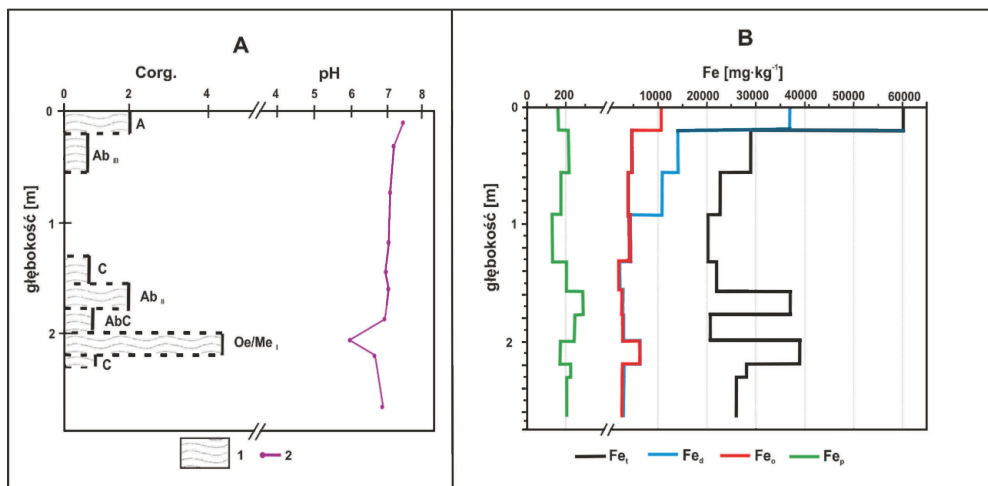 A
Corg.
pH
0 2 4 4 6 7 8
głębokość [m]
0
1
2
A
Ab III
C
Ab II
AbC
Oe/Me I
C
1 2
B
Fe [mg·kg⁻¹]
0 200 10000 20000 30000 40000 50000 60000
głębokość [m]
0
1
2
Feₜ Fe_d Feₒ Feₚ